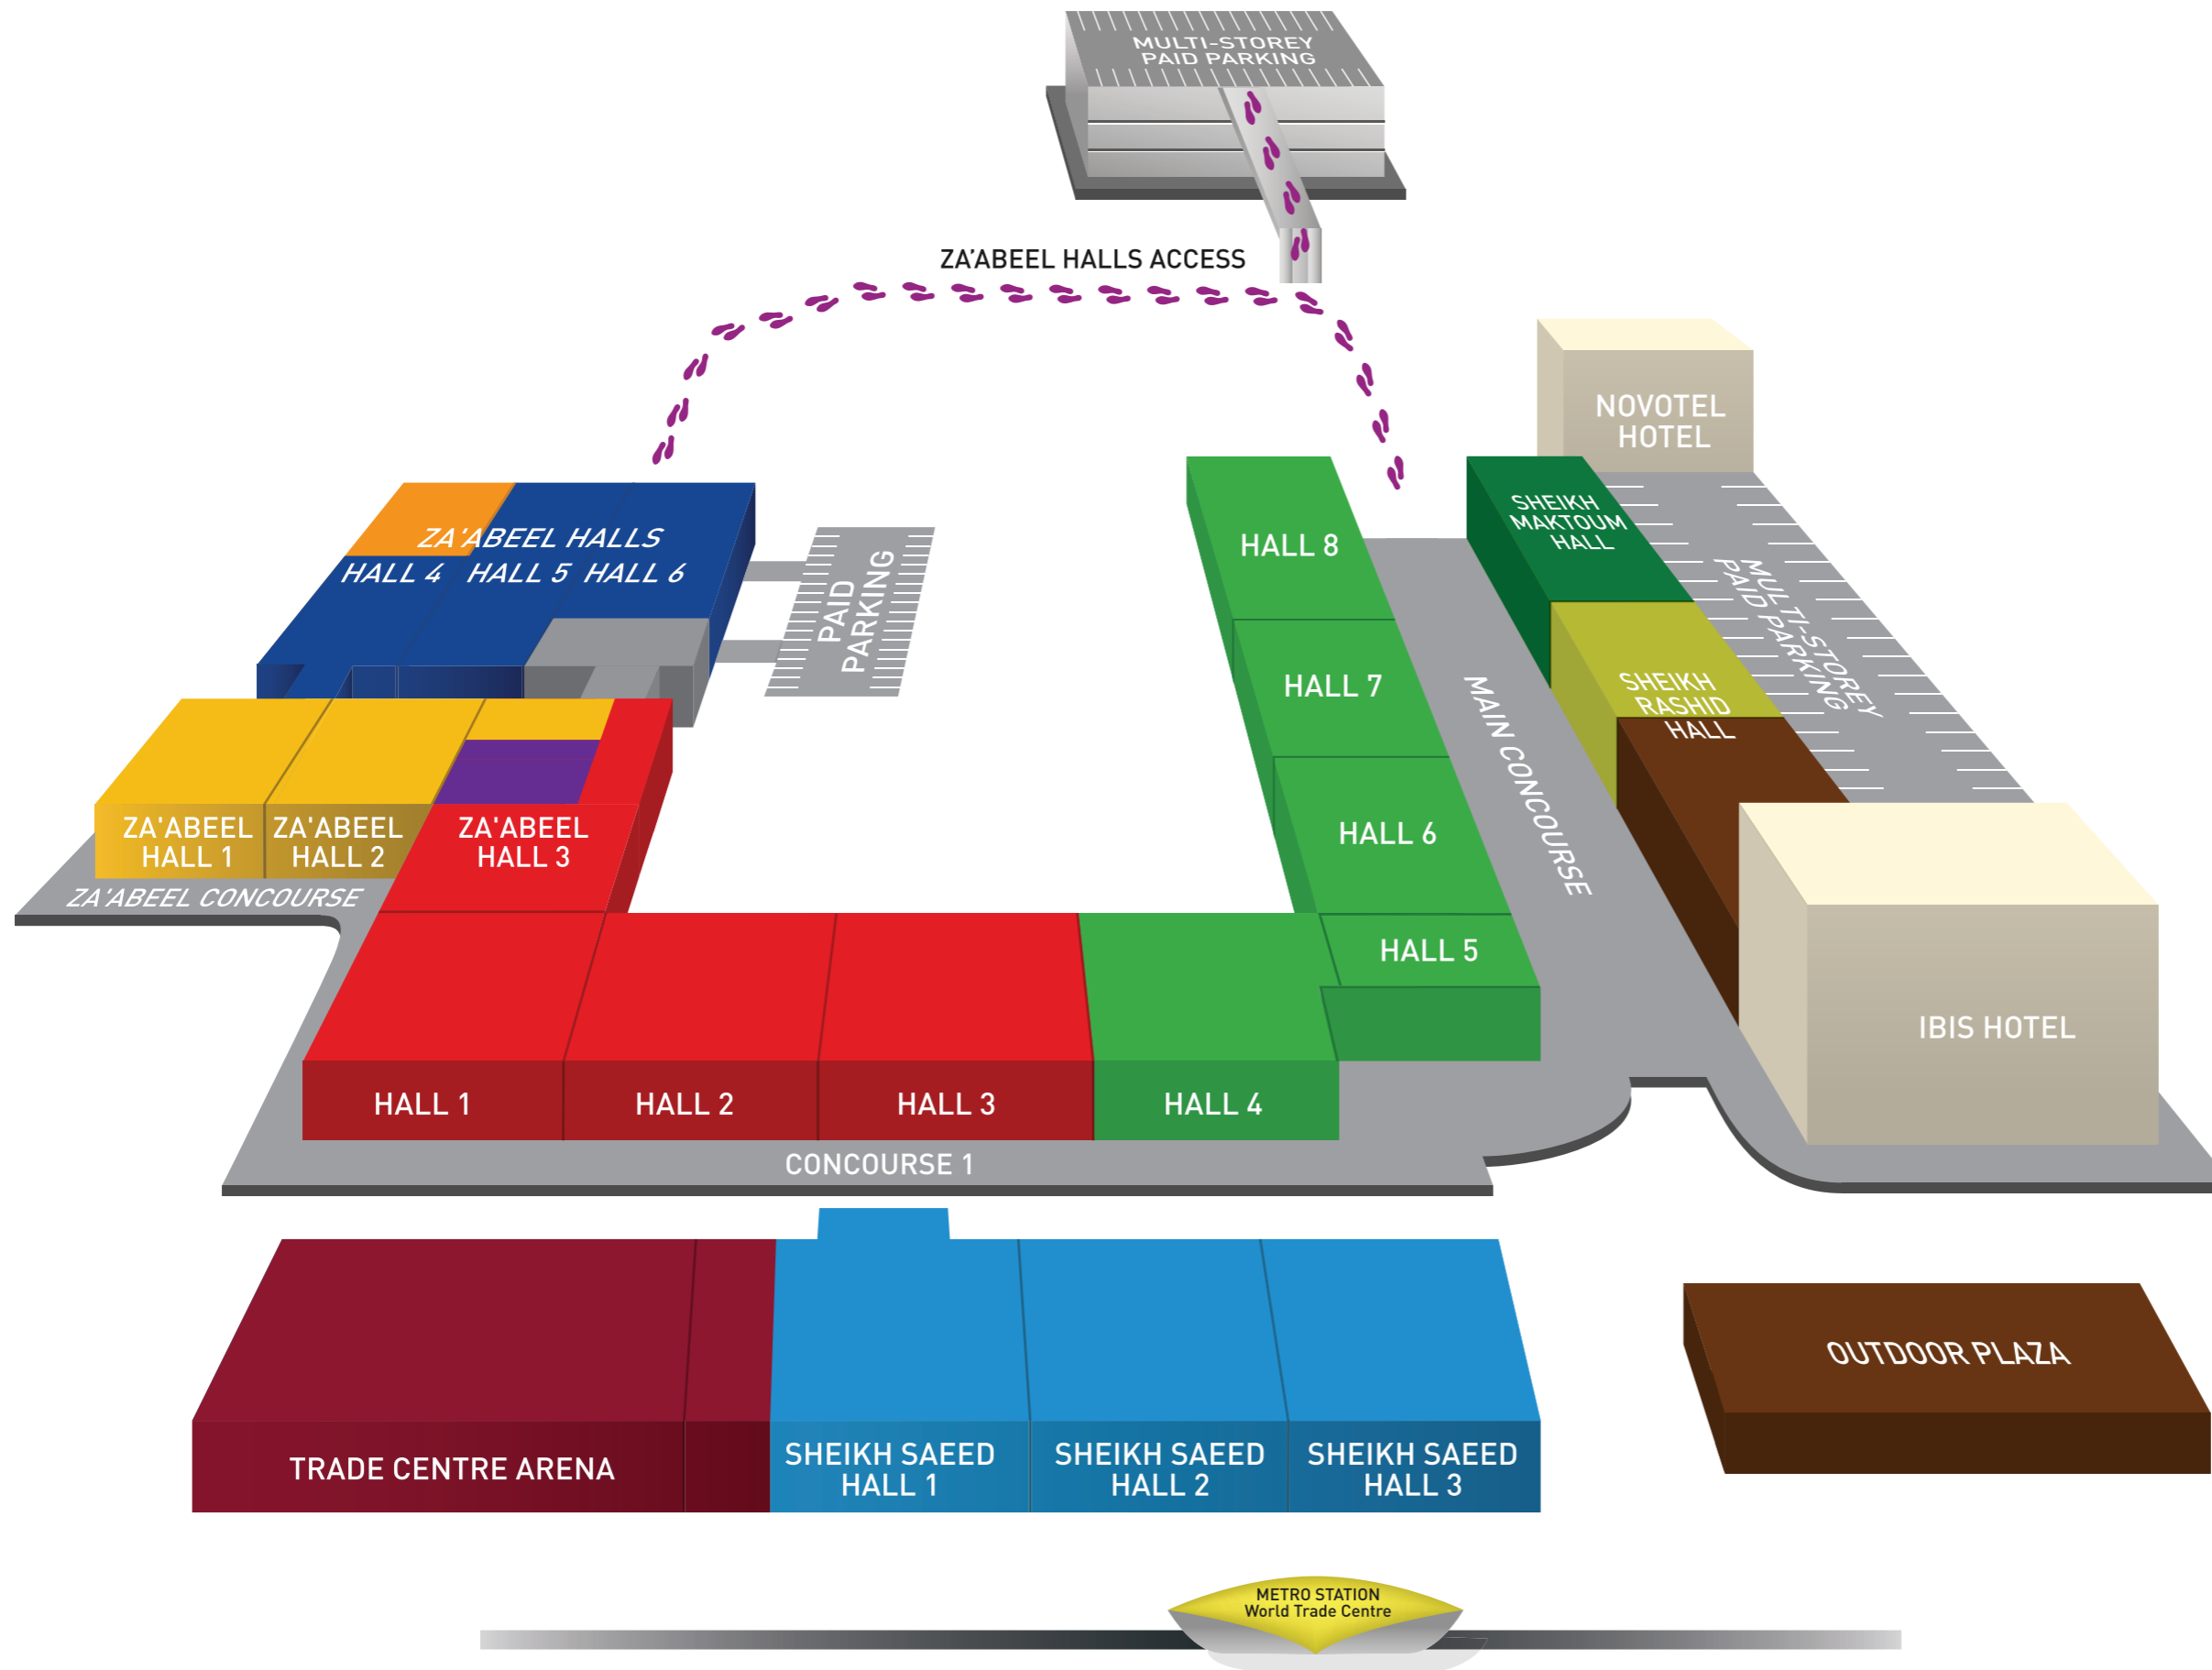 MULTI-STOREY
PAID PARKING
ZA’ABEEL HALLS ACCESS
NOVOTEL
HOTEL
SHEIKH
MAKTOUM
HALL
ZA'ABEEL HALLS
HALL 4 HALL 5 HALL 6
PAID
PARKING
HALL 8
MULTI-STOREY
PAID PARKING
HALL 7
MAIN CONCOURSE
SHEIKH
RASHID
HALL
HALL 6
ZA'ABEEL
HALL 1
ZA'ABEEL
HALL 2
ZA'ABEEL
HALL 3
ZA'ABEEL CONCOURSE
HALL 5
IBIS HOTEL
HALL 1
HALL 2
HALL 3
HALL 4
CONCOURSE 1
OUTDOOR PLAZA
TRADE CENTRE ARENA
SHEIKH SAEED
HALL 1
SHEIKH SAEED
HALL 2
SHEIKH SAEED
HALL 3
METRO STATION
World Trade Centre